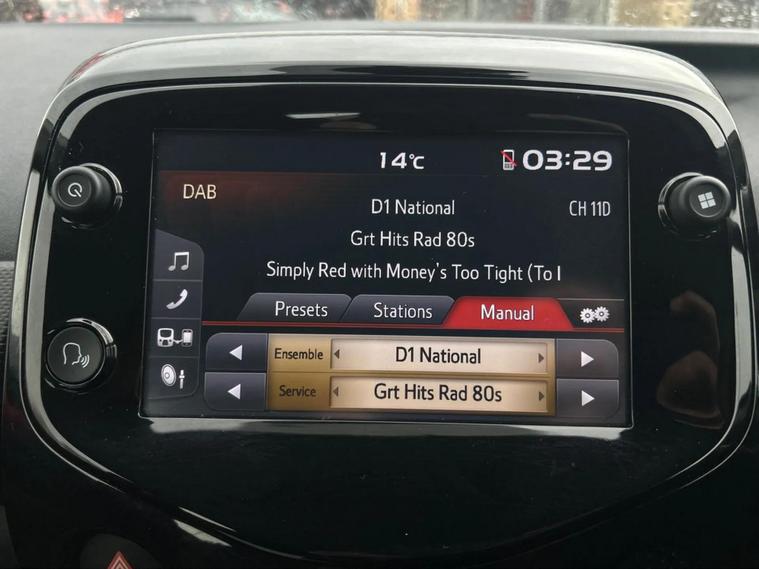 14°C 03:29
DAB
D1 National CH 11D
Grt Hits Rad 80s
Simply Red with Money's Too Tight (To I
Presets Stations Manual
Ensemble D1 National
Service Grt Hits Rad 80s